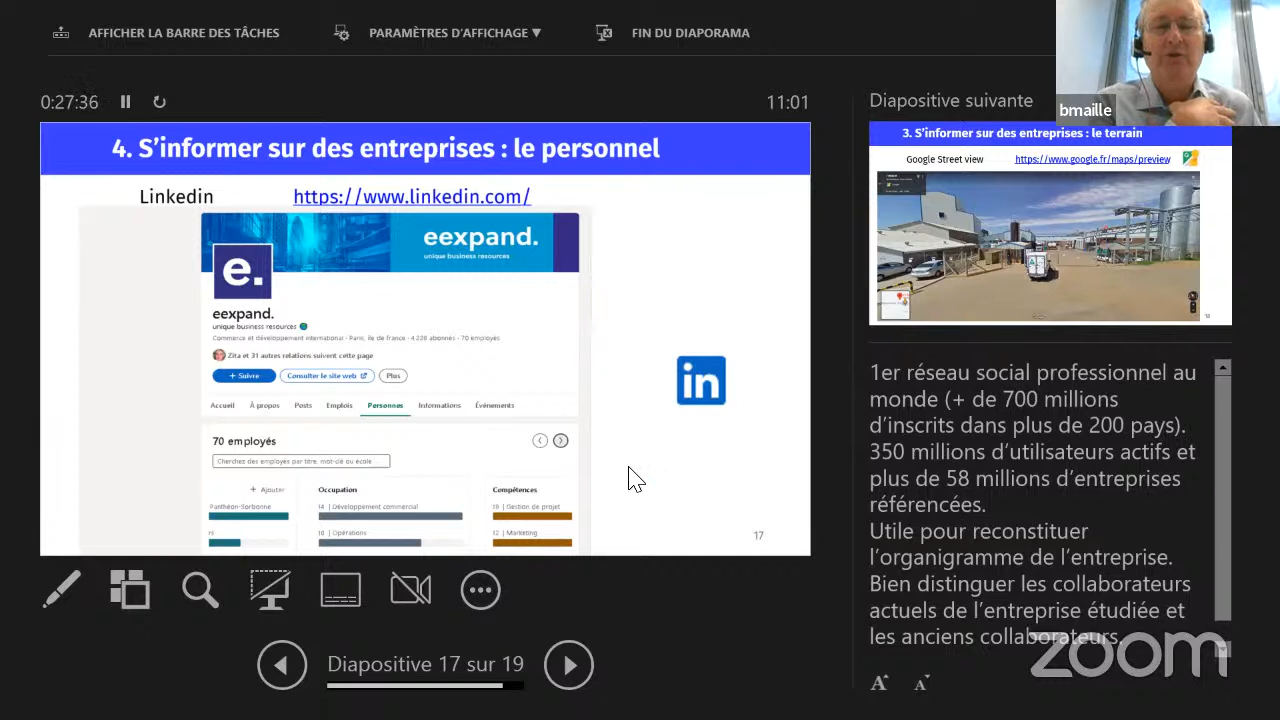 AFFICHER LA BARRE DES TÂCHES
PARAMÈTRES D'AFFICHAGE ▼
FIN DU DIAPORAMA
bmaille
0:27:36
11:01
4. S'informer sur des entreprises : le personnel
Linkedin
https://www.linkedin.com/
eexpand.
unique business resources
e.
eexpand.
unique business resources
Commerce et développement international · Paris, Île de France · 4 228 abonnés · 70 employés
Zita et 31 autres relations suivent cette page
+ Suivre
Consulter le site web
Plus
Accueil
À propos
Posts
Emplois
Personnes
Informations
Événements
70 employés
Cherchez des employés par titre, mot-clé ou école
+ Ajouter
Occupation
Compétences
Panthéon-Sorbonne
14 | Développement commercial
| Gestion de projet
10 | Opérations
12 | Marketing
in
17
Diapositive 17 sur 19
Diapositive suivante
3. S'informer sur des entreprises : le terrain
Google Street view
https://www.google.fr/maps/preview
1er réseau social professionnel au
monde (+ de 700 millions
d'inscrits dans plus de 200 pays).
350 millions d'utilisateurs actifs et
plus de 58 millions d'entreprises
référencées.
Utile pour reconstituer
l'organigramme de l'entreprise.
Bien distinguer les collaborateurs
actuels de l'entreprise étudiée et
les anciens collaborateurs.
A A
zoom